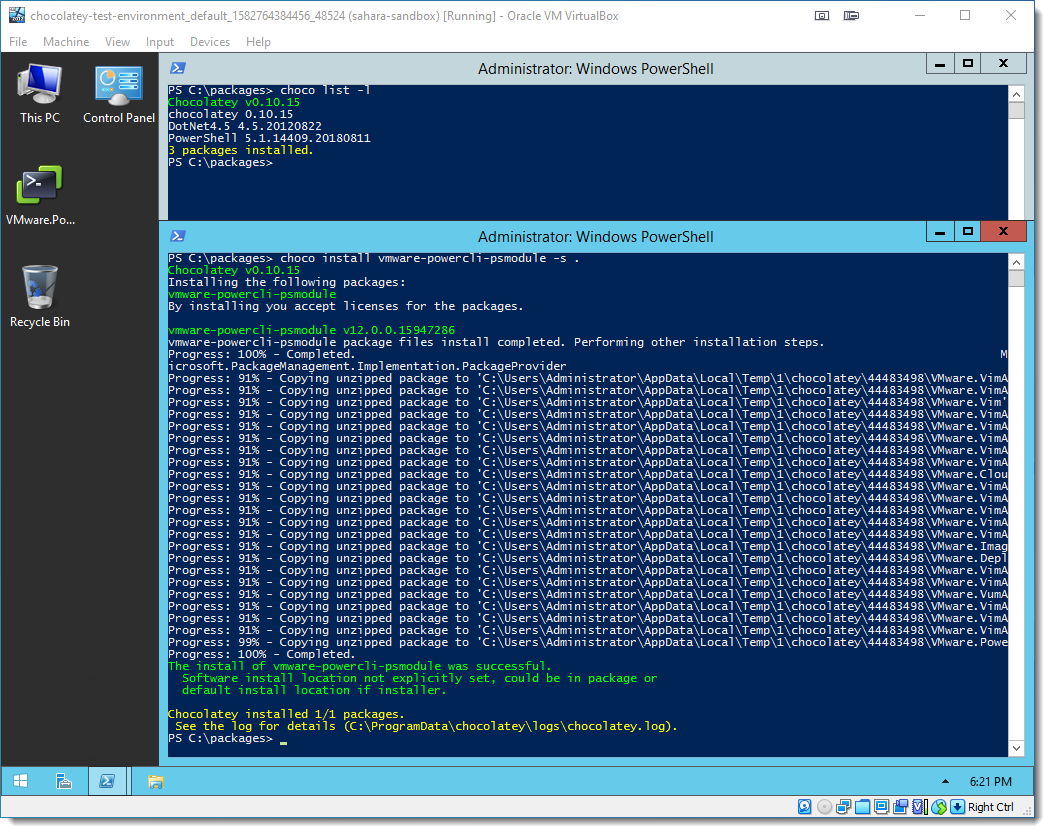 chocolatey-test-environment_default_1582764384456_48524 (sahara-sandbox) [Running] - Oracle VM VirtualBox
File Machine View Input Devices Help
This PC
Control Panel
VMware.Po...
Recycle Bin
Administrator: Windows PowerShell
PS C:\packages> choco list -l
Chocolatey v0.10.15
chocolatey 0.10.15
DotNet4.5 4.5.20120822
PowerShell 5.1.14409.20180811
3 packages installed.
PS C:\packages>
Administrator: Windows PowerShell
PS C:\packages> choco install vmware-powercli-psmodule -s .
Chocolatey v0.10.15
Installing the following packages:
vmware-powercli-psmodule
By installing you accept licenses for the packages.
vmware-powercli-psmodule v12.0.0.15947286
vmware-powercli-psmodule package files install completed. Performing other installation steps.
Progress: 100% - Completed. M
icrosoft.PackageManagement.Implementation.PackageProvider
Progress: 91% - Copying unzipped package to 'C:\Users\Administrator\AppData\Local\Temp\1\chocolatey\44483498\VMware.VimA
Progress: 91% - Copying unzipped package to 'C:\Users\Administrator\AppData\Local\Temp\1\chocolatey\44483498\VMware.VimA
Progress: 91% - Copying unzipped package to 'C:\Users\Administrator\AppData\Local\Temp\1\chocolatey\44483498\VMware.Vim'
Progress: 91% - Copying unzipped package to 'C:\Users\Administrator\AppData\Local\Temp\1\chocolatey\44483498\VMware.VimA
Progress: 91% - Copying unzipped package to 'C:\Users\Administrator\AppData\Local\Temp\1\chocolatey\44483498\VMware.VimA
Progress: 91% - Copying unzipped package to 'C:\Users\Administrator\AppData\Local\Temp\1\chocolatey\44483498\VMware.VimA
Progress: 91% - Copying unzipped package to 'C:\Users\Administrator\AppData\Local\Temp\1\chocolatey\44483498\VMware.VimA
Progress: 91% - Copying unzipped package to 'C:\Users\Administrator\AppData\Local\Temp\1\chocolatey\44483498\VMware.VimA
Progress: 91% - Copying unzipped package to 'C:\Users\Administrator\AppData\Local\Temp\1\chocolatey\44483498\VMware.Clou
Progress: 91% - Copying unzipped package to 'C:\Users\Administrator\AppData\Local\Temp\1\chocolatey\44483498\VMware.VimA
Progress: 91% - Copying unzipped package to 'C:\Users\Administrator\AppData\Local\Temp\1\chocolatey\44483498\VMware.VimA
Progress: 91% - Copying unzipped package to 'C:\Users\Administrator\AppData\Local\Temp\1\chocolatey\44483498\VMware.VimA
Progress: 91% - Copying unzipped package to 'C:\Users\Administrator\AppData\Local\Temp\1\chocolatey\44483498\VMware.VimA
Progress: 91% - Copying unzipped package to 'C:\Users\Administrator\AppData\Local\Temp\1\chocolatey\44483498\VMware.VimA
Progress: 91% - Copying unzipped package to 'C:\Users\Administrator\AppData\Local\Temp\1\chocolatey\44483498\VMware.Imag
Progress: 91% - Copying unzipped package to 'C:\Users\Administrator\AppData\Local\Temp\1\chocolatey\44483498\VMware.Depl
Progress: 91% - Copying unzipped package to 'C:\Users\Administrator\AppData\Local\Temp\1\chocolatey\44483498\VMware.VimA
Progress: 91% - Copying unzipped package to 'C:\Users\Administrator\AppData\Local\Temp\1\chocolatey\44483498\VMware.VimA
Progress: 91% - Copying unzipped package to 'C:\Users\Administrator\AppData\Local\Temp\1\chocolatey\44483498\VMware.VumA
Progress: 91% - Copying unzipped package to 'C:\Users\Administrator\AppData\Local\Temp\1\chocolatey\44483498\VMware.VimA
Progress: 91% - Copying unzipped package to 'C:\Users\Administrator\AppData\Local\Temp\1\chocolatey\44483498\VMware.VimA
Progress: 91% - Copying unzipped package to 'C:\Users\Administrator\AppData\Local\Temp\1\chocolatey\44483498\VMware.VimA
Progress: 99% - Copying unzipped package to 'C:\Users\Administrator\AppData\Local\Temp\1\chocolatey\44483498\VMware.Powe
Progress: 100% - Completed.
The install of vmware-powercli-psmodule was successful.
Software install location not explicitly set, could be in package or
default install location if installer.
Chocolatey installed 1/1 packages.
See the log for details (C:\ProgramData\chocolatey\logs\chocolatey.log).
PS C:\packages>
6:21 PM
Right Ctrl